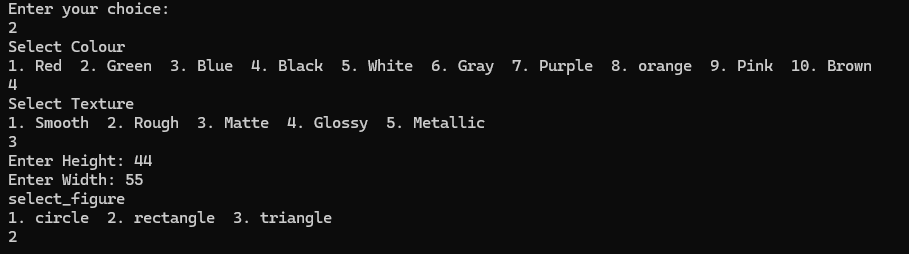 Enter your choice:
2
Select Colour
1. Red  2. Green  3. Blue  4. Black  5. White  6. Gray  7. Purple  8. orange  9. Pink  10. Brown
4
Select Texture
1. Smooth  2. Rough  3. Matte  4. Glossy  5. Metallic
3
Enter Height: 44
Enter Width: 55
select_figure
1. circle  2. rectangle  3. triangle
2